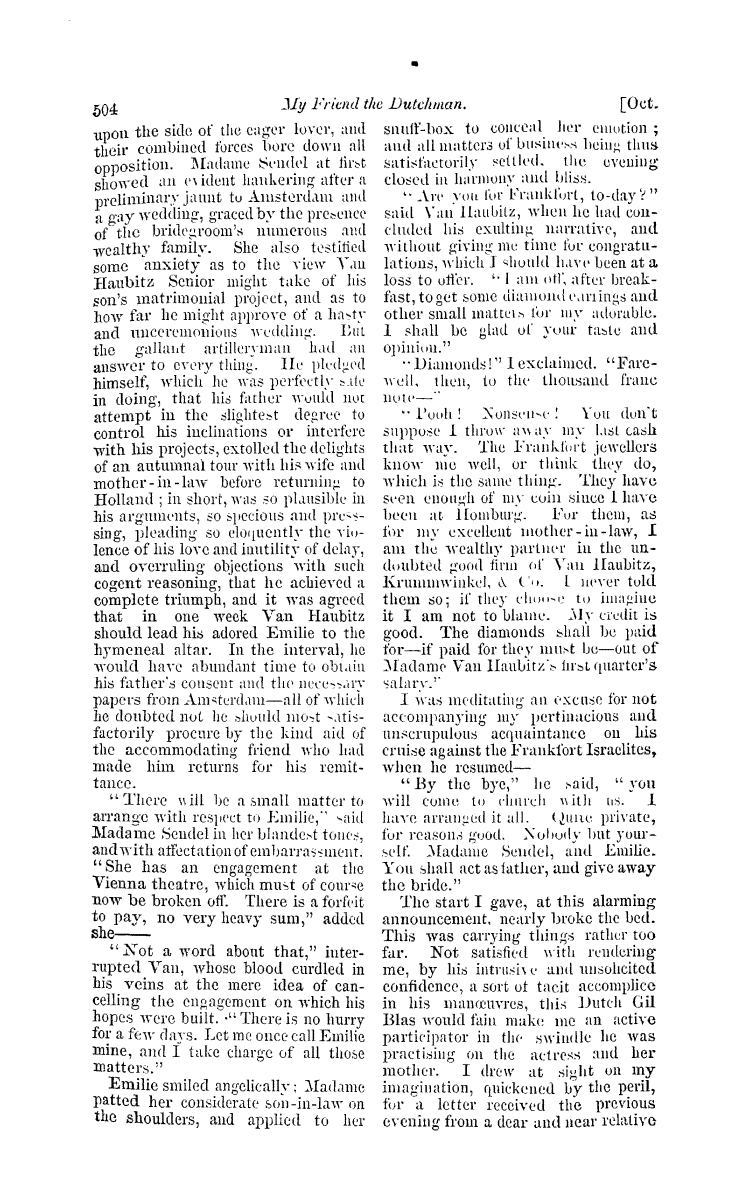 504
My Friend the Dutchman.
[Oct.
upon the side of the eager lover, and
their combined forces bore down all
opposition. Madame Sendel at first
showed an evident hankering after a
preliminary jaunt to Amsterdam and
a gay wedding, graced by the presence
of the bridegroom's numerous and
wealthy family. She also testified
some anxiety as to the view Van
Haubitz Senior might take of his
son's matrimonial project, and as to
how far he might approve of a hasty
and unceremonious wedding. But
the gallant artilleryman had an
answer to every thing. He pledged
himself, which he was perfectly safe
in doing, that his father would not
attempt in the slightest degree to
control his inclinations or interfere
with his projects, extolled the delights
of an autumnal tour with his wife and
mother-in-law before returning to
Holland; in short, was so plausible in
his arguments, so specious and pres-
sing, pleading so eloquently the vio-
lence of his love and inutility of delay,
and overruling objections with such
cogent reasoning, that he achieved a
complete triumph, and it was agreed
that in one week Van Haubitz
should lead his adored Emilie to the
hymeneal altar. In the interval, he
would have abundant time to obtain
his father's consent and the necessary
papers from Amsterdam—all of which
he doubted not he should most satis-
factorily procure by the kind aid of
the accommodating friend who had
made him returns for his remit-
tance.
"There will be a small matter to
arrange with respect to Emilie," said
Madame Sendel in her blandest tones,
and with affectation of embarrassment.
"She has an engagement at the
Vienna theatre, which must of course
now be broken off. There is a forfeit
to pay, no very heavy sum," added
she——
"Not a word about that," inter-
rupted Van, whose blood curdled in
his veins at the mere idea of can-
celling the engagement on which his
hopes were built. "There is no hurry
for a few days. Let me once call Emilie
mine, and I take charge of all those
matters."
Emilie smiled angelically; Madame
patted her considerate son-in-law on
the shoulders, and applied to her
snuff-box to conceal her emotion;
and all matters of business being thus
satisfactorily settled, the evening
closed in harmony and bliss.
"Are you for Frankfort, to-day?"
said Van Haubitz, when he had con-
cluded his exulting narrative, and
without giving me time for congratu-
lations, which I should have been at a
loss to offer. "I am off, after break-
fast, to get some diamond earrings and
other small matters for my adorable.
I shall be glad of your taste and
opinion."
"Diamonds!" I exclaimed. "Fare-
well, then, to the thousand franc
note—"
"Pooh! Nonsense! You don't
suppose I throw away my last cash
that way. The Frankfort jewellers
know me well, or think they do,
which is the same thing. They have
seen enough of my coin since I have
been at Homburg. For them, as
for my excellent mother-in-law, I
am the wealthy partner in the un-
doubted good firm of Van Haubitz,
Krummwinkel, & Co. I never told
them so; if they choose to imagine
it I am not to blame. My credit is
good. The diamonds shall be paid
for—if paid for they must be—out of
Madame Van Haubitz's first quarter's
salary."
I was meditating an excuse for not
accompanying my pertinacious and
unscrupulous acquaintance on his
cruise against the Frankfort Israelites,
when he resumed—
"By the bye," he said, "you
will come to church with us. I
have arranged it all. Quite private,
for reasons good. Nobody but your-
self, Madame Sendel, and Emilie.
You shall act as father, and give away
the bride."
The start I gave, at this alarming
announcement, nearly broke the bed.
This was carrying things rather too
far. Not satisfied with rendering
me, by his intrusive and unsolicited
confidence, a sort of tacit accomplice
in his manœuvres, this Dutch Gil
Blas would fain make me an active
participator in the swindle he was
practising on the actress and her
mother. I drew at sight on my
imagination, quickened by the peril,
for a letter received the previous
evening from a dear and near relative